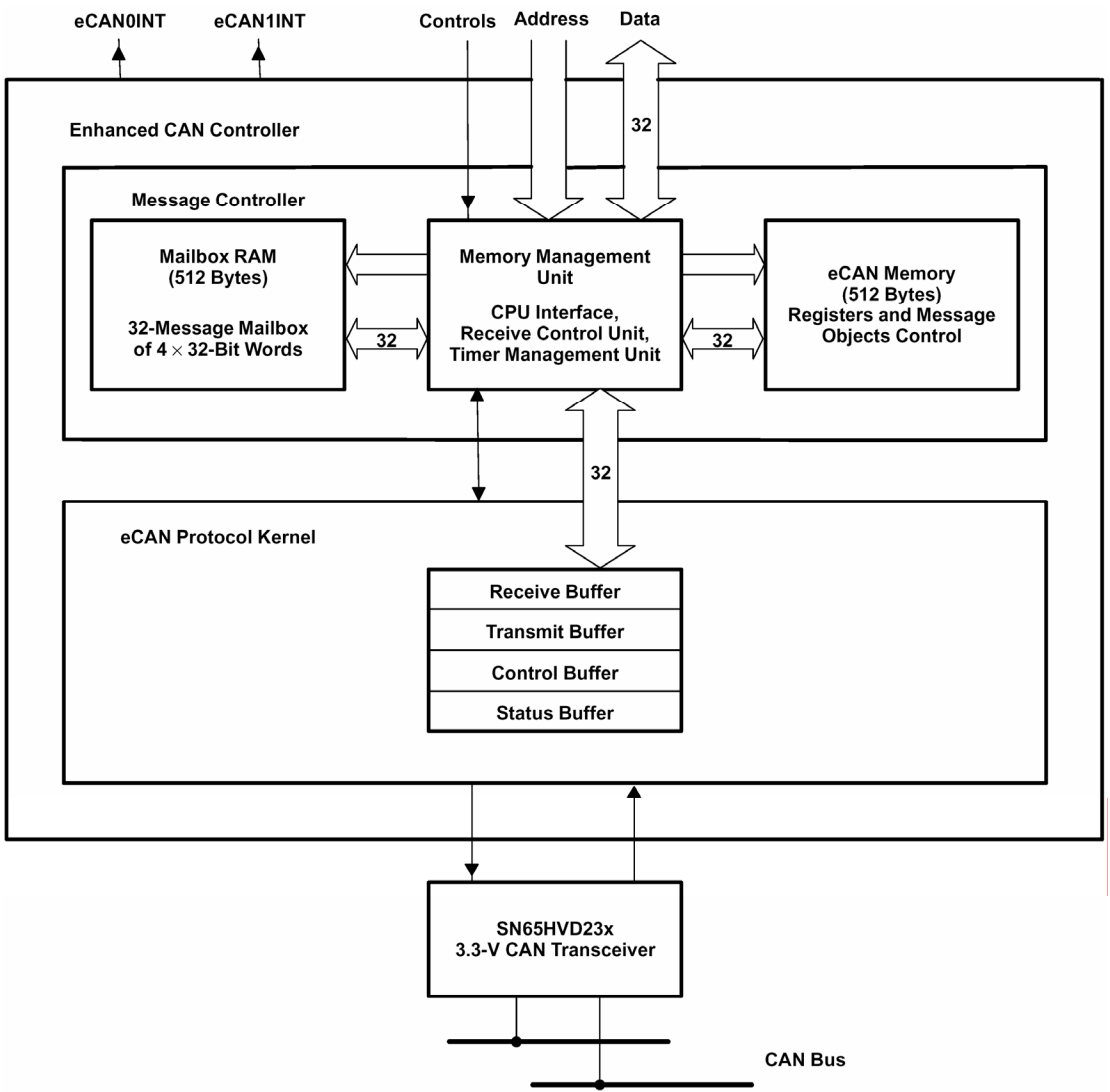 eCAN0INT
eCAN1INT
Controls
Address
Data
32
Enhanced CAN Controller
Message Controller
Mailbox RAM
(512 Bytes)
32-Message Mailbox
of 4 × 32-Bit Words
32
Memory Management
Unit
CPU Interface,
Receive Control Unit,
Timer Management Unit
32
eCAN Memory
(512 Bytes)
Registers and Message
Objects Control
32
eCAN Protocol Kernel
Receive Buffer
Transmit Buffer
Control Buffer
Status Buffer
SN65HVD23x
3.3-V CAN Transceiver
CAN Bus